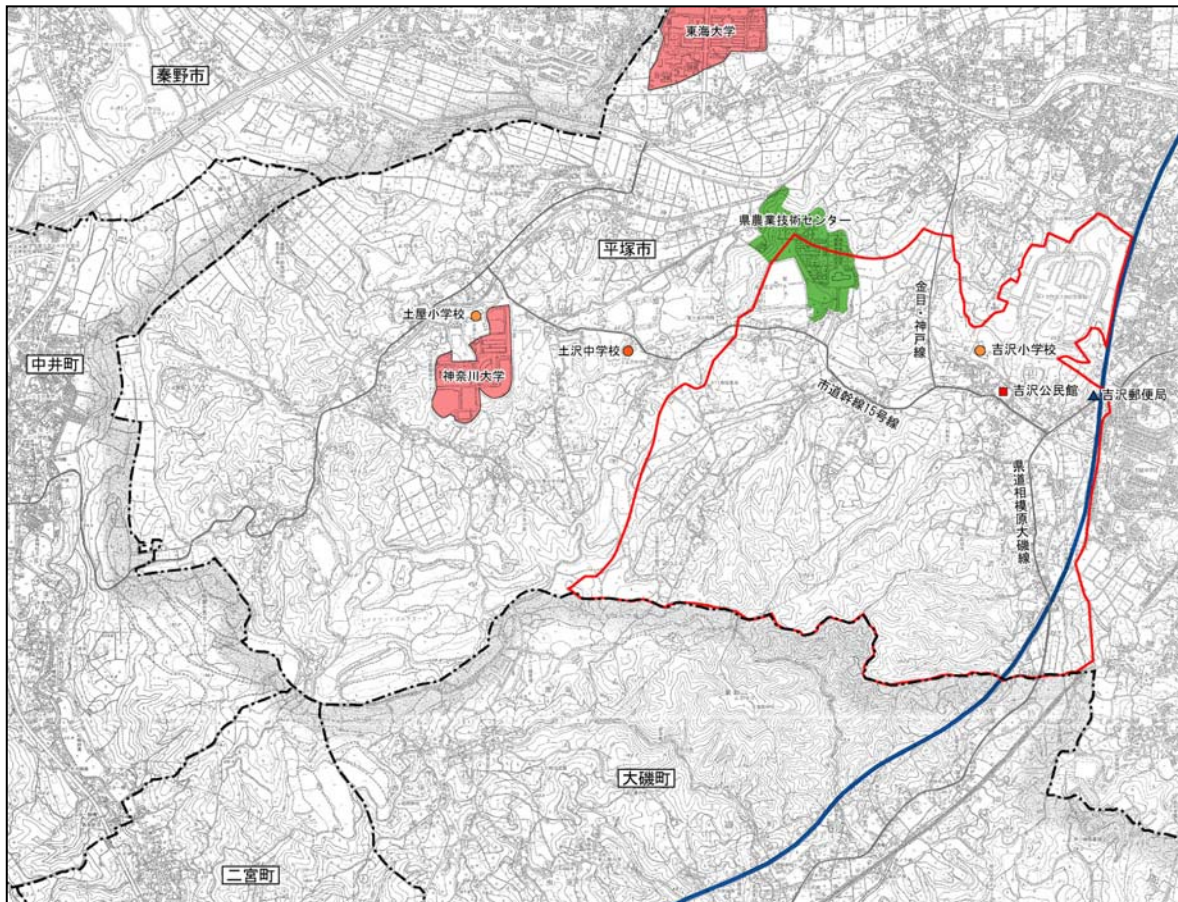 東海大学
秦野市
県農業技術センター
平塚市
金目・神戸線
土屋小学校
土沢中学校
吉沢小学校
中井町
神奈川大学
市道幹線15号線
吉沢公民館
吉沢郵便局
県道相模原大磯線
大磯町
二宮町